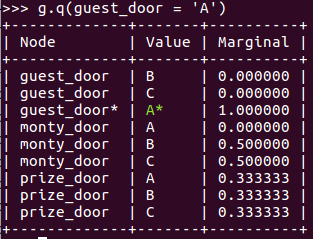 >>> g.q(guest_door = 'A')
+-------------+-------+----------+
| Node        | Value | Marginal |
+-------------+-------+----------+
| guest_door  | B     | 0.000000 |
| guest_door  | C     | 0.000000 |
| guest_door* | A*    | 1.000000 |
| monty_door  | A     | 0.000000 |
| monty_door  | B     | 0.500000 |
| monty_door  | C     | 0.500000 |
| prize_door  | A     | 0.333333 |
| prize_door  | B     | 0.333333 |
| prize_door  | C     | 0.333333 |
+-------------+-------+----------+